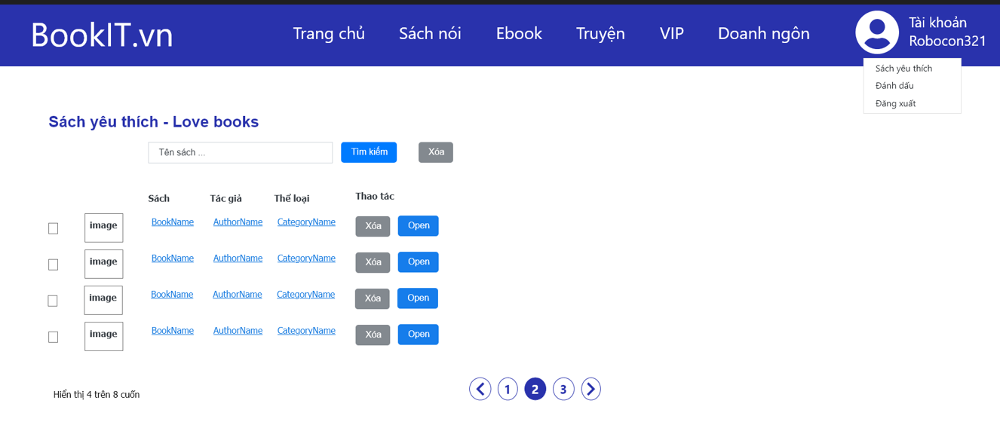 BookIT.vn
Trang chủ Sách nói Ebook Truyện VIP Doanh ngôn
Tài khoản
Robocon321
Sách yêu thích
Đánh dấu
Đăng xuất
Sách yêu thích - Love books
Tên sách ... Tìm kiếm Xóa
Sách Tác giả Thể loại Thao tác
image BookName AuthorName CategoryName Xóa Open
image BookName AuthorName CategoryName Xóa Open
image BookName AuthorName CategoryName Xóa Open
image BookName AuthorName CategoryName Xóa Open
1 2 3
Hiển thị 4 trên 8 cuốn